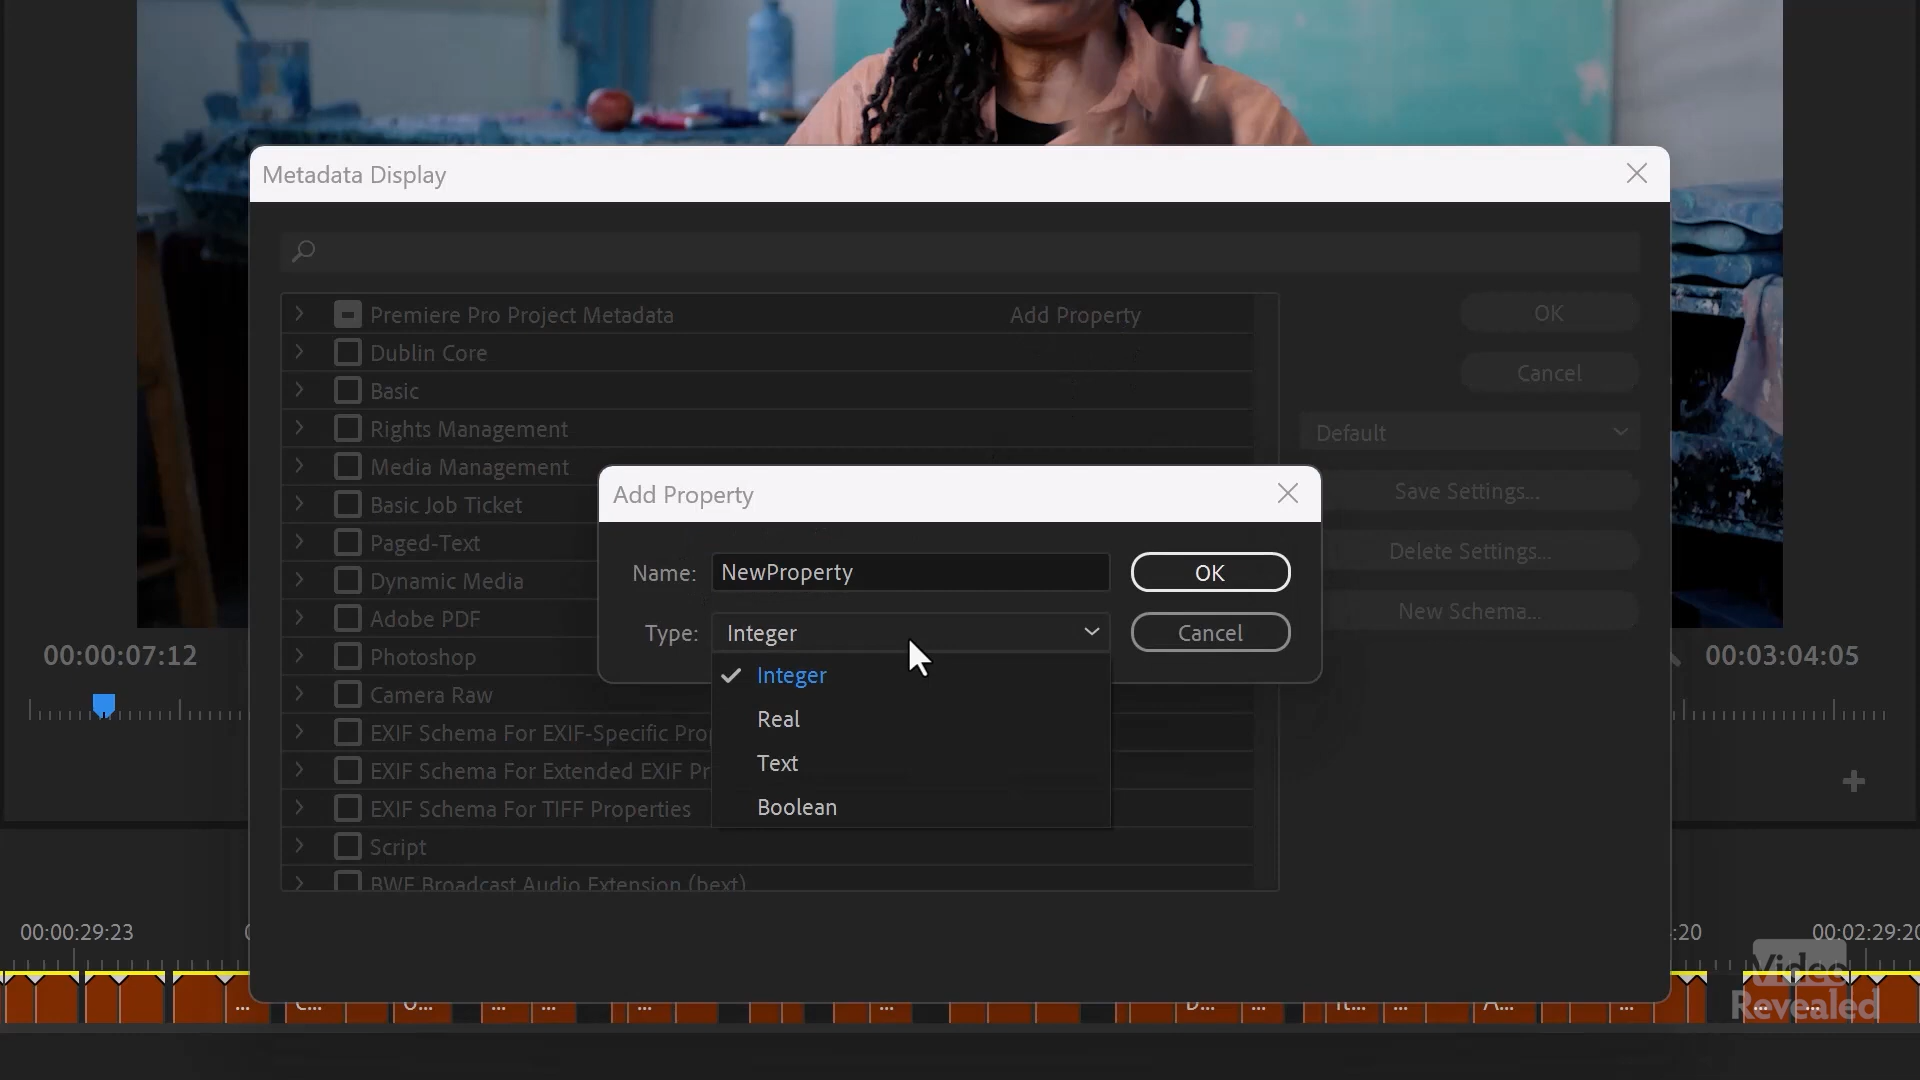 Metadata Display
Premiere Pro Project Metadata
Add Property
Dublin Core
Basic
Rights Management
Media Management
Basic Job Ticket
Paged-Text
Dynamic Media
Adobe PDF
Photoshop
Camera Raw
EXIF Schema For EXIF-Specific Pro
EXIF Schema For Extended EXIF Pr
EXIF Schema For TIFF Properties
Script
BWF Broadcast Audio Extension (bext)
OK
Cancel
Default
Save Settings...
Delete Settings...
New Schema...
Add Property
Name: NewProperty
OK
Type: Integer
Cancel
Integer
Real
Text
Boolean
00:00:07:12
00:03:04:05
00:00:29:23
:20
00:02:29:20
... C... O... ... ... ... ... D... ... It... ... A... ... ... ...
Video
Revealed